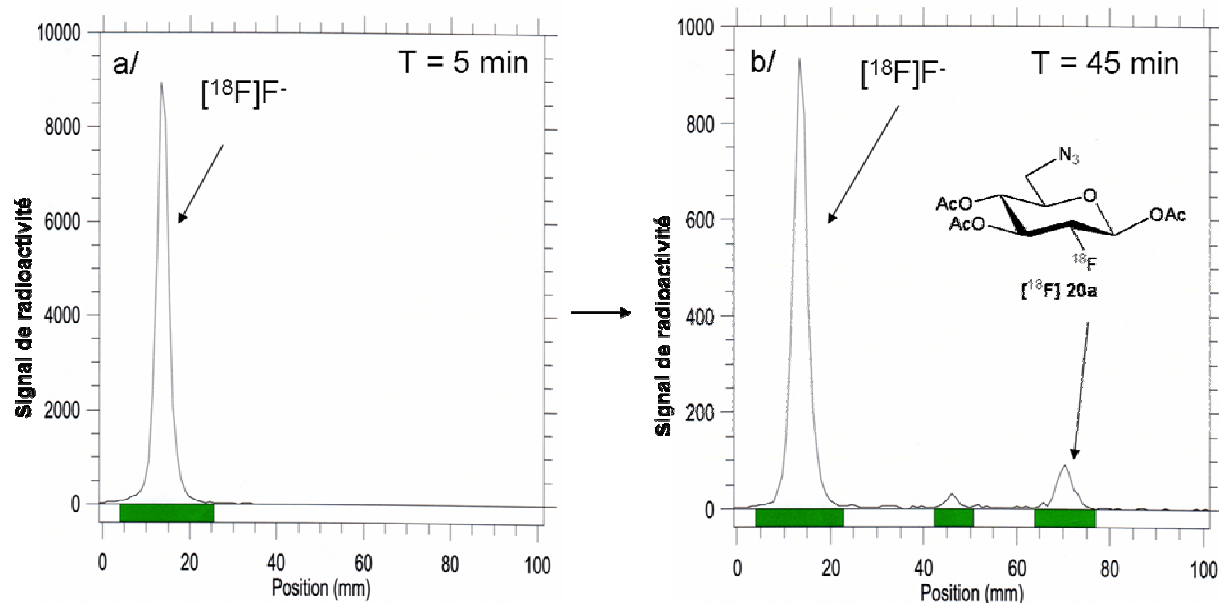 a/
T = 5 min
[¹⁸F]F⁻
Signal de radioactivité
10000
8000
6000
4000
2000
0
0 20 40 60 80 100
Position (mm)
b/
T = 45 min
[¹⁸F]F⁻
N₃
O
AcO
OAc
AcO
¹⁸F
[¹⁸F] 20a
Signal de radioactivité
1000
800
600
400
200
0
0 20 40 60 80 100
Position (mm)